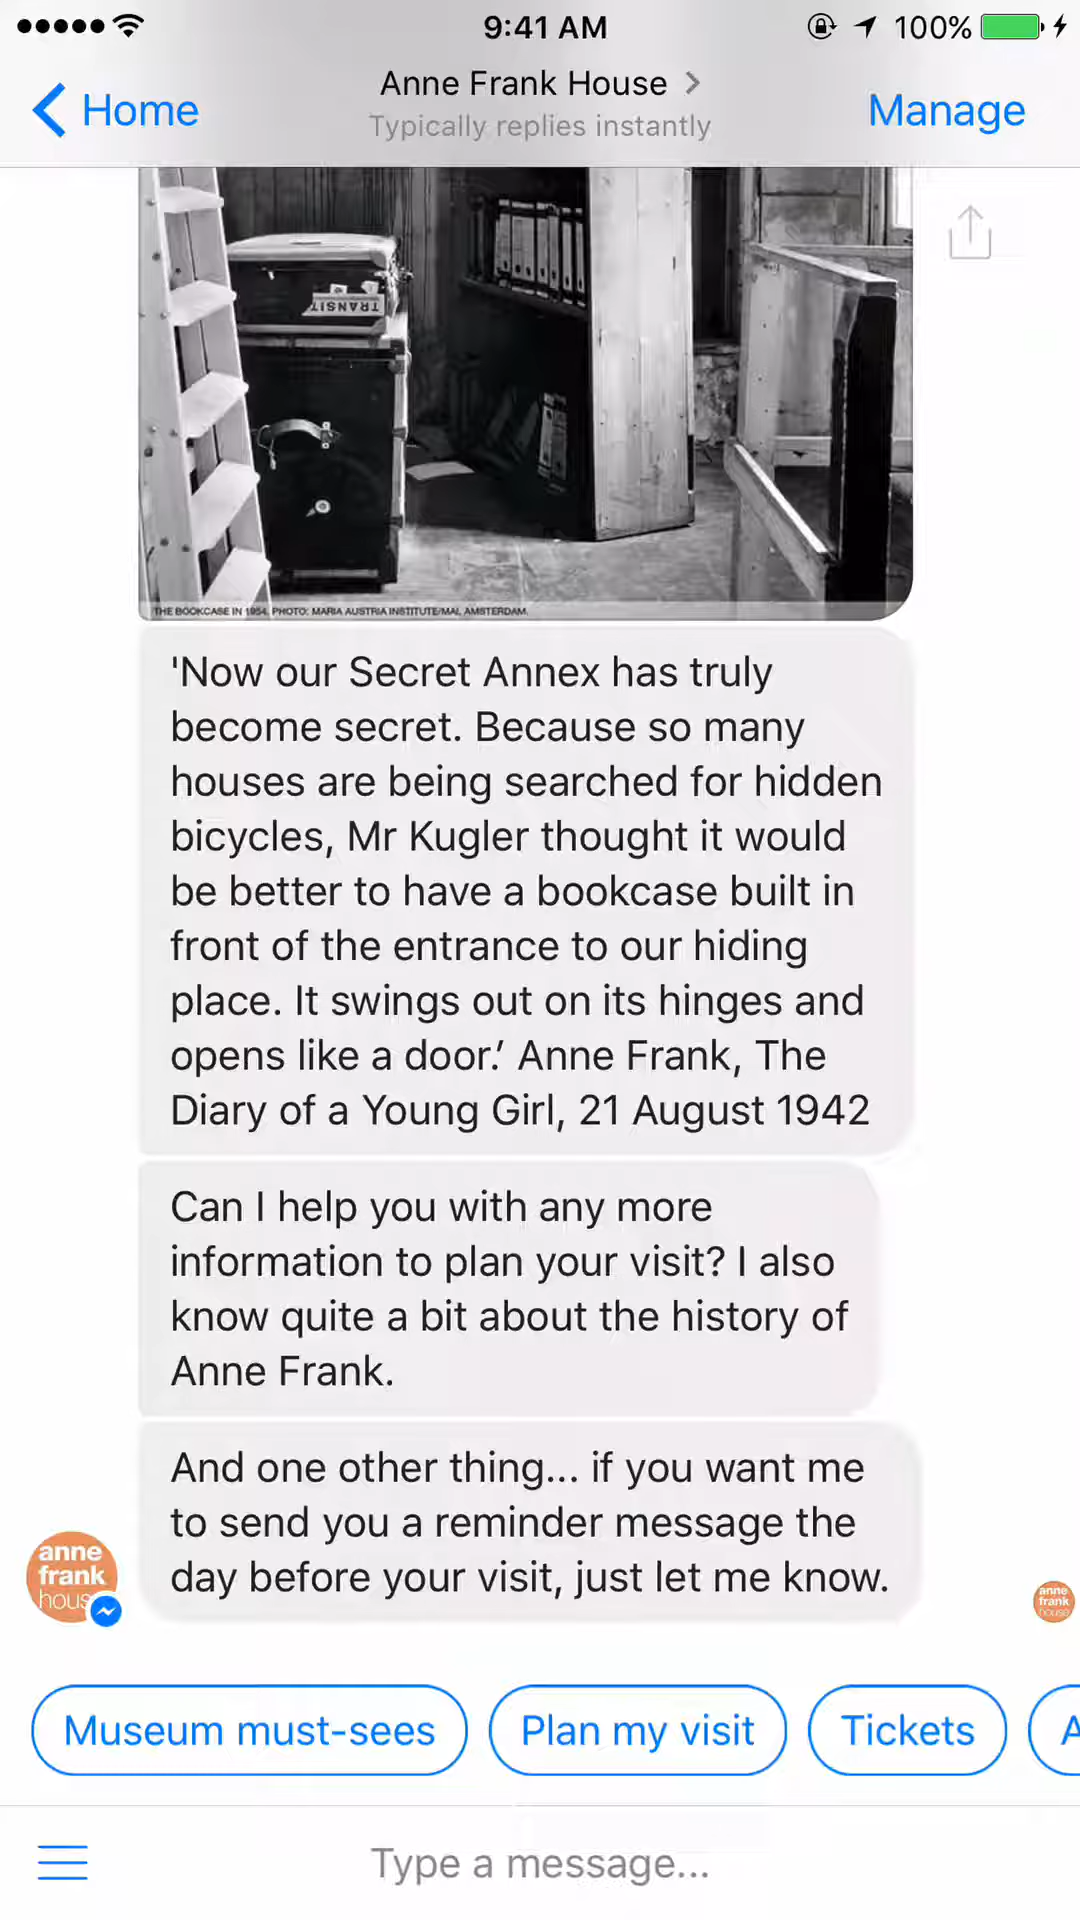 9:41 AM
100%
Home
Anne Frank House
Typically replies instantly
Manage
TRANSIT
THE BOOKCASE IN 1954. PHOTO: MARIA AUSTRIA INSTITUTE/MAI, AMSTERDAM.
'Now our Secret Annex has truly
become secret. Because so many
houses are being searched for hidden
bicycles, Mr Kugler thought it would
be better to have a bookcase built in
front of the entrance to our hiding
place. It swings out on its hinges and
opens like a door.' Anne Frank, The
Diary of a Young Girl, 21 August 1942
Can I help you with any more
information to plan your visit? I also
know quite a bit about the history of
Anne Frank.
And one other thing... if you want me
to send you a reminder message the
day before your visit, just let me know.
anne
frank
house
anne
frank
house
Museum must-sees
Plan my visit
Tickets
A
Type a message...